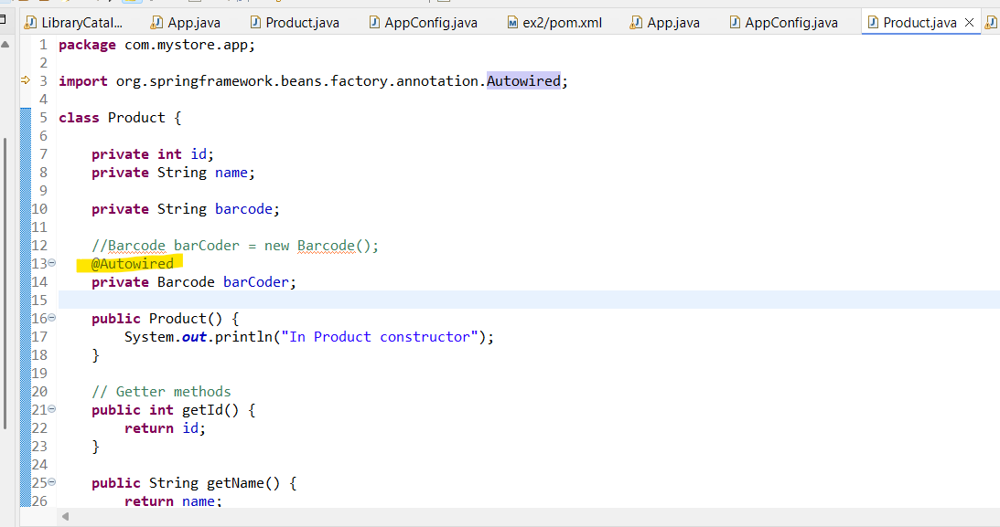 LibraryCatal... App.java Product.java AppConfig.java ex2/pom.xml App.java AppConfig.java Product.java
1 package com.mystore.app;
2
3 import org.springframework.beans.factory.annotation.Autowired;
4
5 class Product {
6
7 private int id;
8 private String name;
9
10 private String barcode;
11
12 //Barcode barCoder = new Barcode();
13 @Autowired
14 private Barcode barCoder;
15
16 public Product() {
17 System.out.println("In Product constructor");
18 }
19
20 // Getter methods
21 public int getId() {
22 return id;
23 }
24
25 public String getName() {
26 return name;